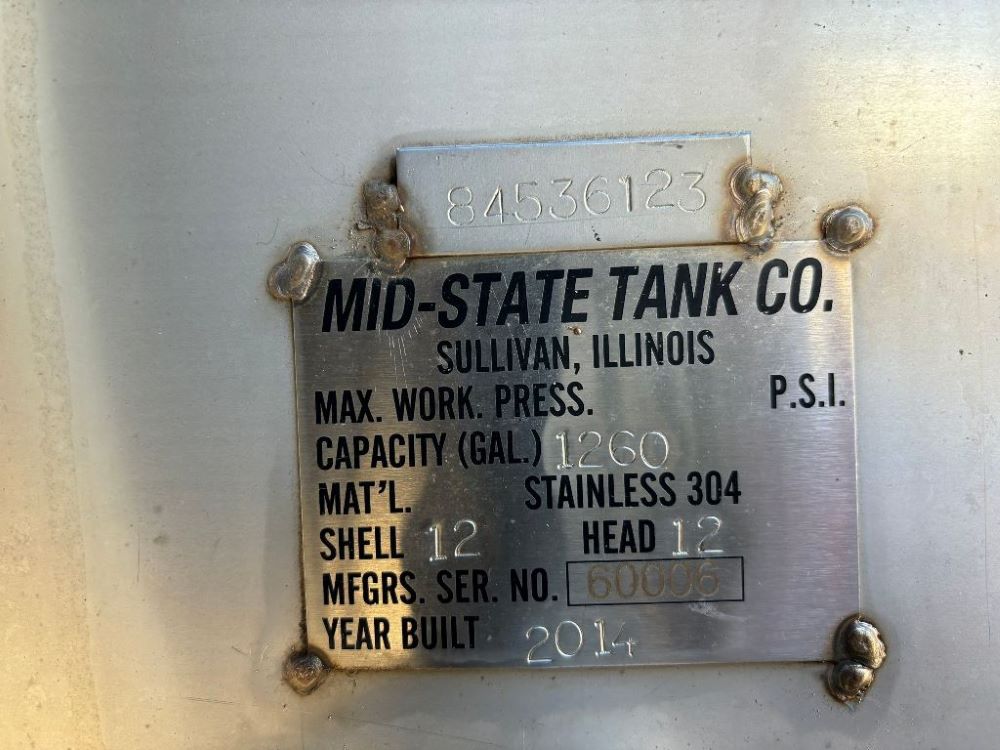 84536123
MID-STATE TANK CO.
SULLIVAN, ILLINOIS
MAX. WORK. PRESS. P.S.I.
CAPACITY (GAL.) 1260
MAT'L. STAINLESS 304
SHELL 12 HEAD 12
MFGRS. SER. NO. 60006
YEAR BUILT 2014